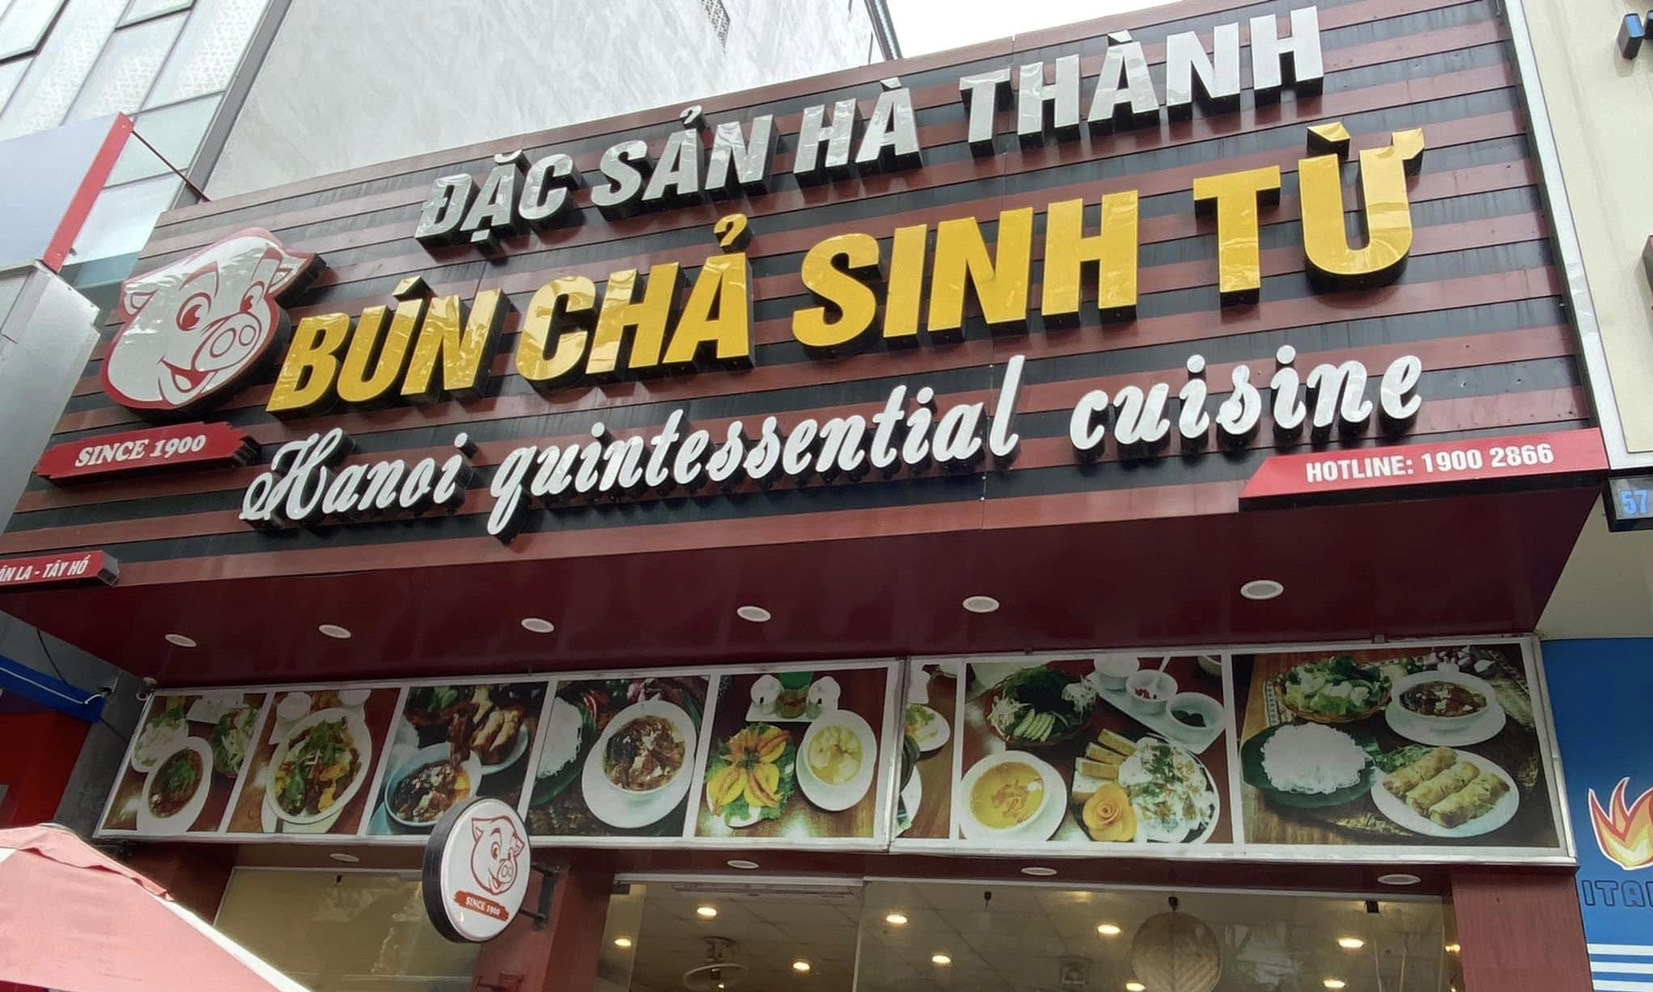 ĐẶC SẢN HÀ THÀNH
BÚN CHẢ SINH TỪ
SINCE 1900
Hanoi quintessential cuisine
HOTLINE: 1900 2866
57
LA - TÂY HỒ
SINCE 1900